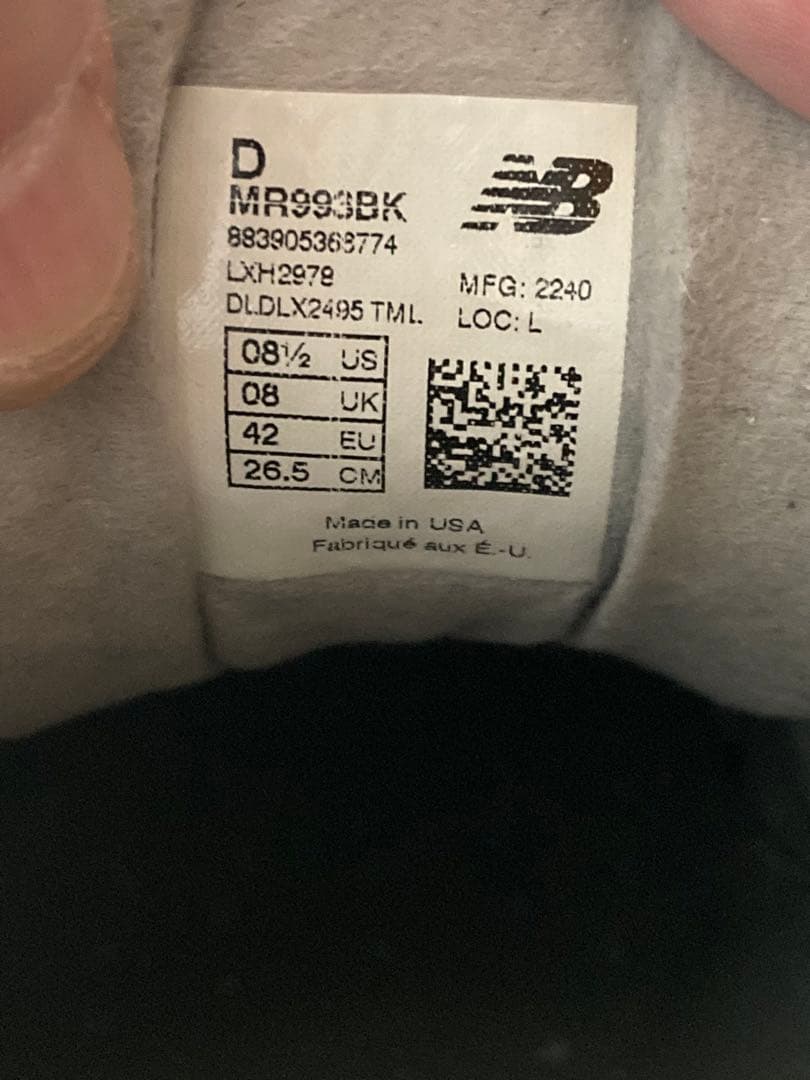 D
NB
MR993BK
883905368774
LXH2978
MFG: 2240
DLDLX2495 TML
LOC: L
08½ US
08 UK
42 EU
26.5 CM
Made in USA
Fabriqué aux É.-U.